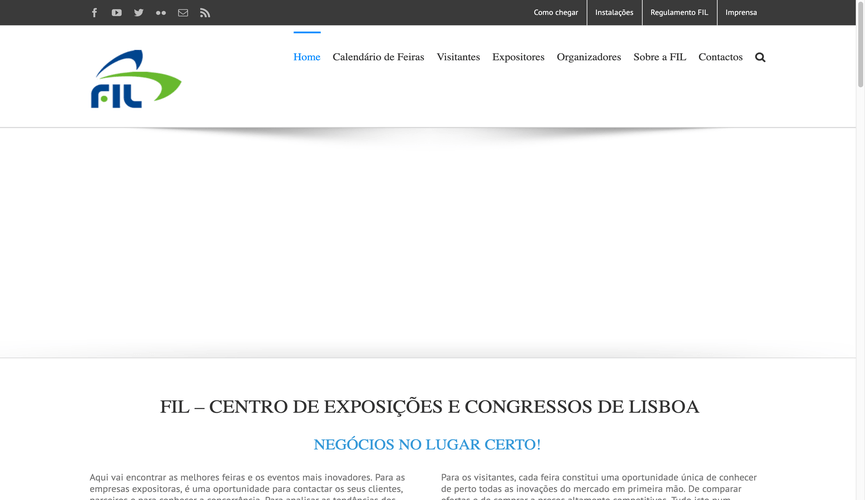 Como chegar
Instalações
Regulamento FIL
Imprensa
FIL
Home
Calendário de Feiras
Visitantes
Expositores
Organizadores
Sobre a FIL
Contactos
FIL – CENTRO DE EXPOSIÇÕES E CONGRESSOS DE LISBOA
NEGÓCIOS NO LUGAR CERTO!
Aqui vai encontrar as melhores feiras e os eventos mais inovadores. Para as
empresas expositoras, é uma oportunidade para contactar os seus clientes,
Para os visitantes, cada feira constitui uma oportunidade única de conhecer
de perto todas as inovações do mercado em primeira mão. De comparar